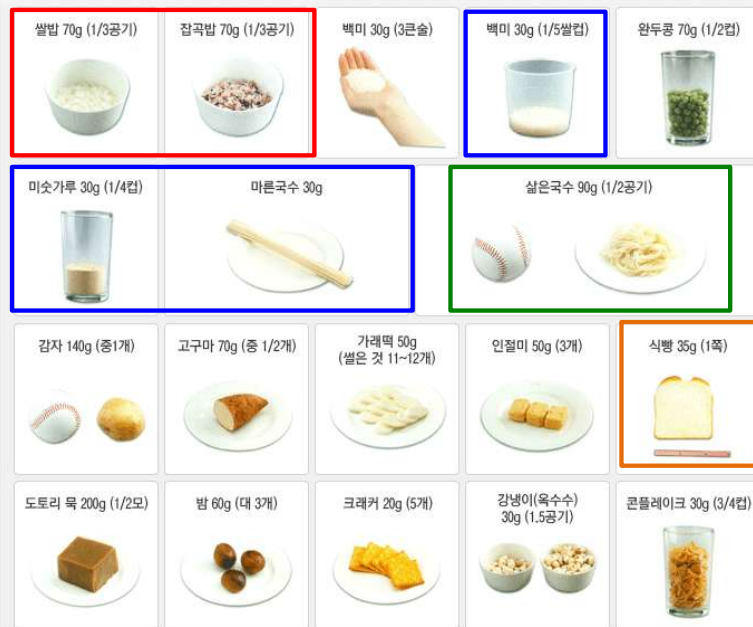 쌀밥 70g (1/3공기)
잡곡밥 70g (1/3공기)
백미 30g (3큰술)
백미 30g (1/5쌀컵)
완두콩 70g (1/2컵)
미숫가루 30g (1/4컵)
마른국수 30g
삶은국수 90g (1/2공기)
감자 140g (중1개)
고구마 70g (중 1/2개)
가래떡 50g
(썰은 것 11~12개)
인절미 50g (3개)
식빵 35g (1쪽)
도토리 묵 200g (1/2모)
밤 60g (대 3개)
크래커 20g (5개)
강냉이(옥수수)
30g (1.5공기)
콘플레이크 30g (3/4컵)